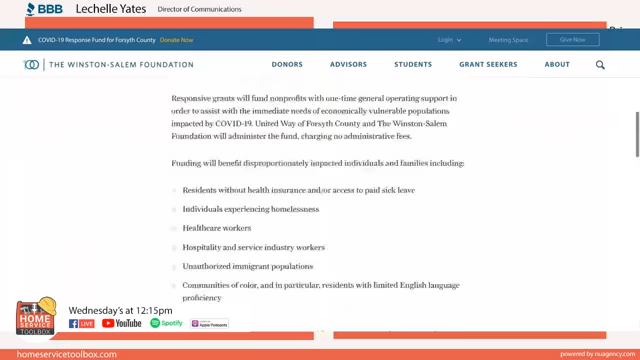 BBB Lechelle Yates Director of Communications
COVID-19 Response Fund for Forsyth County Donate Now Login Meeting Space Give Now
THE WINSTON-SALEM FOUNDATION DONORS ADVISORS STUDENTS GRANT SEEKERS ABOUT
Responsive grants will fund nonprofits with one-time general operating support in
order to assist with the immediate needs of economically vulnerable populations
impacted by COVID-19. United Way of Forsyth County and The Winston-Salem
Foundation will administer the fund, charging no administrative fees.
Funding will benefit disproportionately impacted individuals and families including:
Residents without health insurance and/or access to paid sick leave
Individuals experiencing homelessness
Healthcare workers
Hospitality and service industry workers
Unauthorized immigrant populations
Communities of color, and in particular, residents with limited English language
proficiency
HOME
SERVICE
TOOLBOX
Wednesday's at 12:15pm
LIVE YouTube Spotify Apple Podcasts
homeservicetoolbox.com powered by nuagency.com